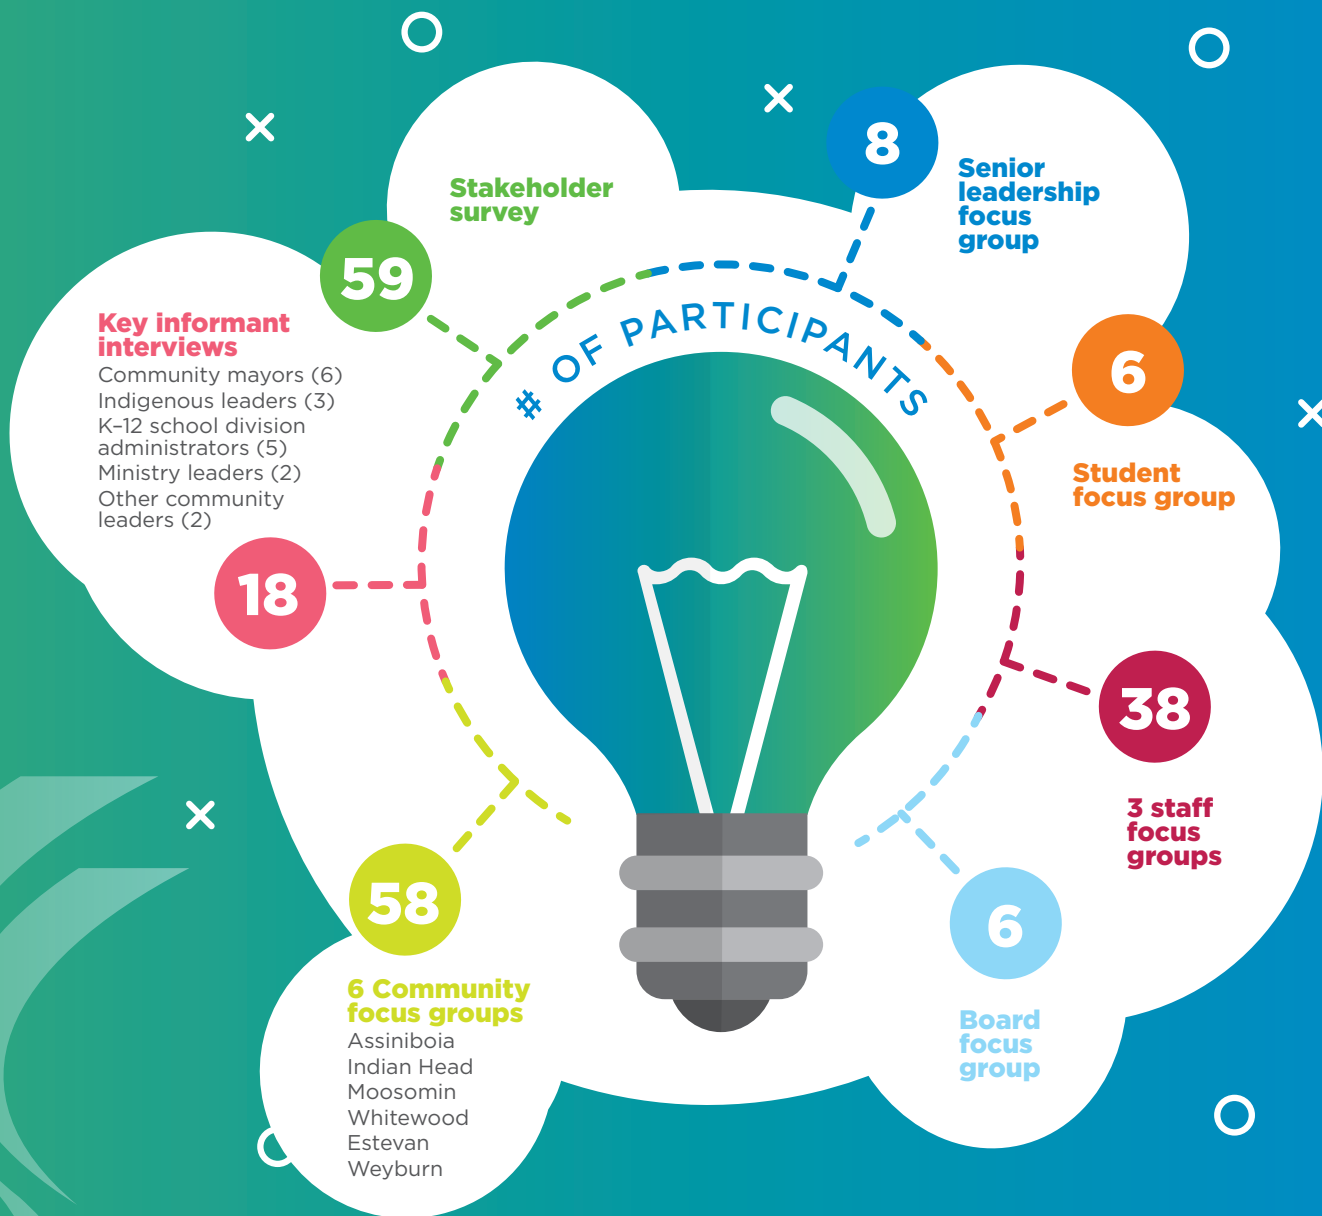 # OF PARTICIPANTS
8
Senior
leadership
focus
group
6
Student
focus group
38
3 staff
focus
groups
6
Board
focus
group
58
6 Community
focus groups
Assiniboia
Indian Head
Moosomin
Whitewood
Estevan
Weyburn
18
Key informant
interviews
Community mayors (6)
Indigenous leaders (3)
K–12 school division
administrators (5)
Ministry leaders (2)
Other community
leaders (2)
59
Stakeholder
survey